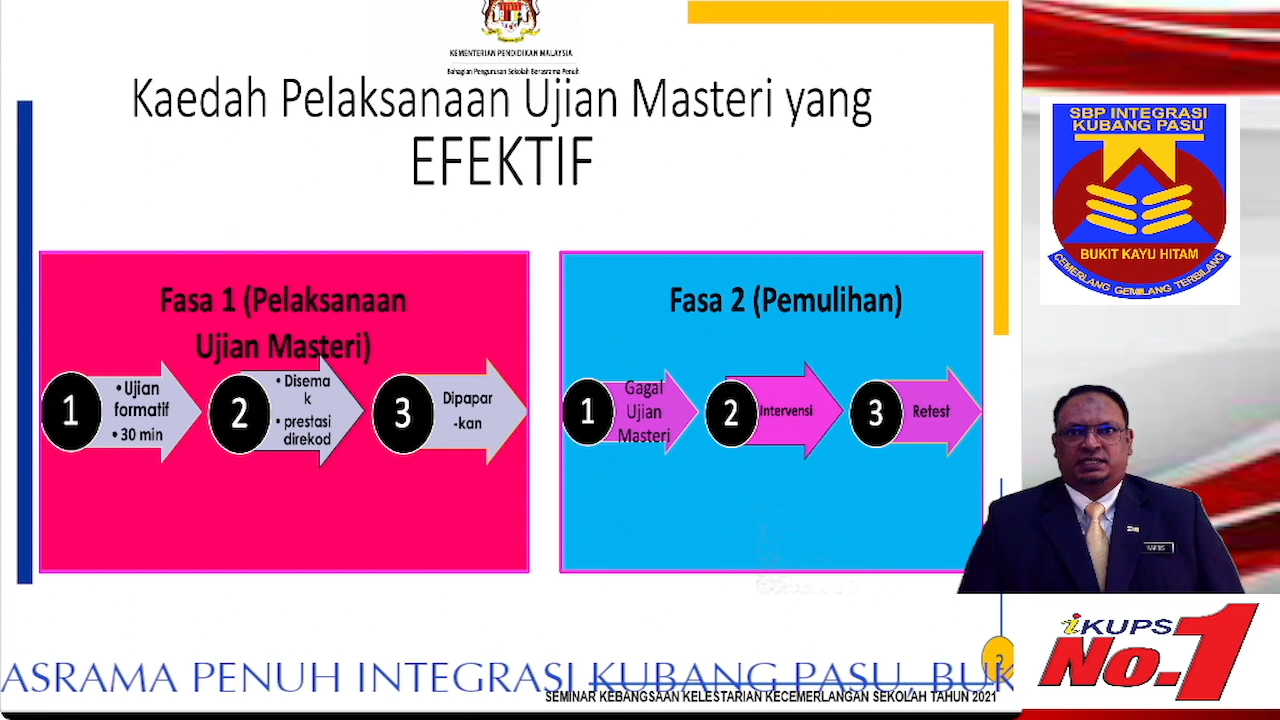 KEMENTERIAN PENDIDIKAN MALAYSIA
Bahagian Pengurusan Sekolah Berasrama Penuh
Kaedah Pelaksanaan Ujian Masteri yang
EFEKTIF
Fasa 1 (Pelaksanaan
Ujian Masteri)
1
• Ujian
formatif
• 30 min
2
• Disema
k
• prestasi
direkod
3
Dipapar
-kan
Fasa 2 (Pemulihan)
1
Gagal
Ujian
Masteri
2
Intervensi
3
Retest
SBP INTEGRASI
KUBANG PASU
BUKIT KAYU HITAM
CEMERLANG GEMILANG TERBILANG
iKUPS
No.1
2
ASRAMA PENUH INTEGRASI KUBANG PASU, BUK
SEMINAR KEBANGSAAN KELESTARIAN KECEMERLANGAN SEKOLAH TAHUN 2021